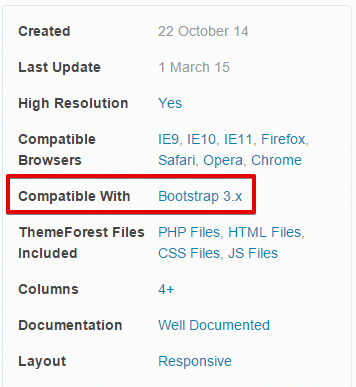 Created 22 October 14
Last Update 1 March 15
High Resolution Yes
Compatible IE9, IE10, IE11, Firefox,
Browsers Safari, Opera, Chrome
Compatible With Bootstrap 3.x
ThemeForest Files PHP Files, HTML Files,
Included CSS Files, JS Files
Columns 4+
Documentation Well Documented
Layout Responsive